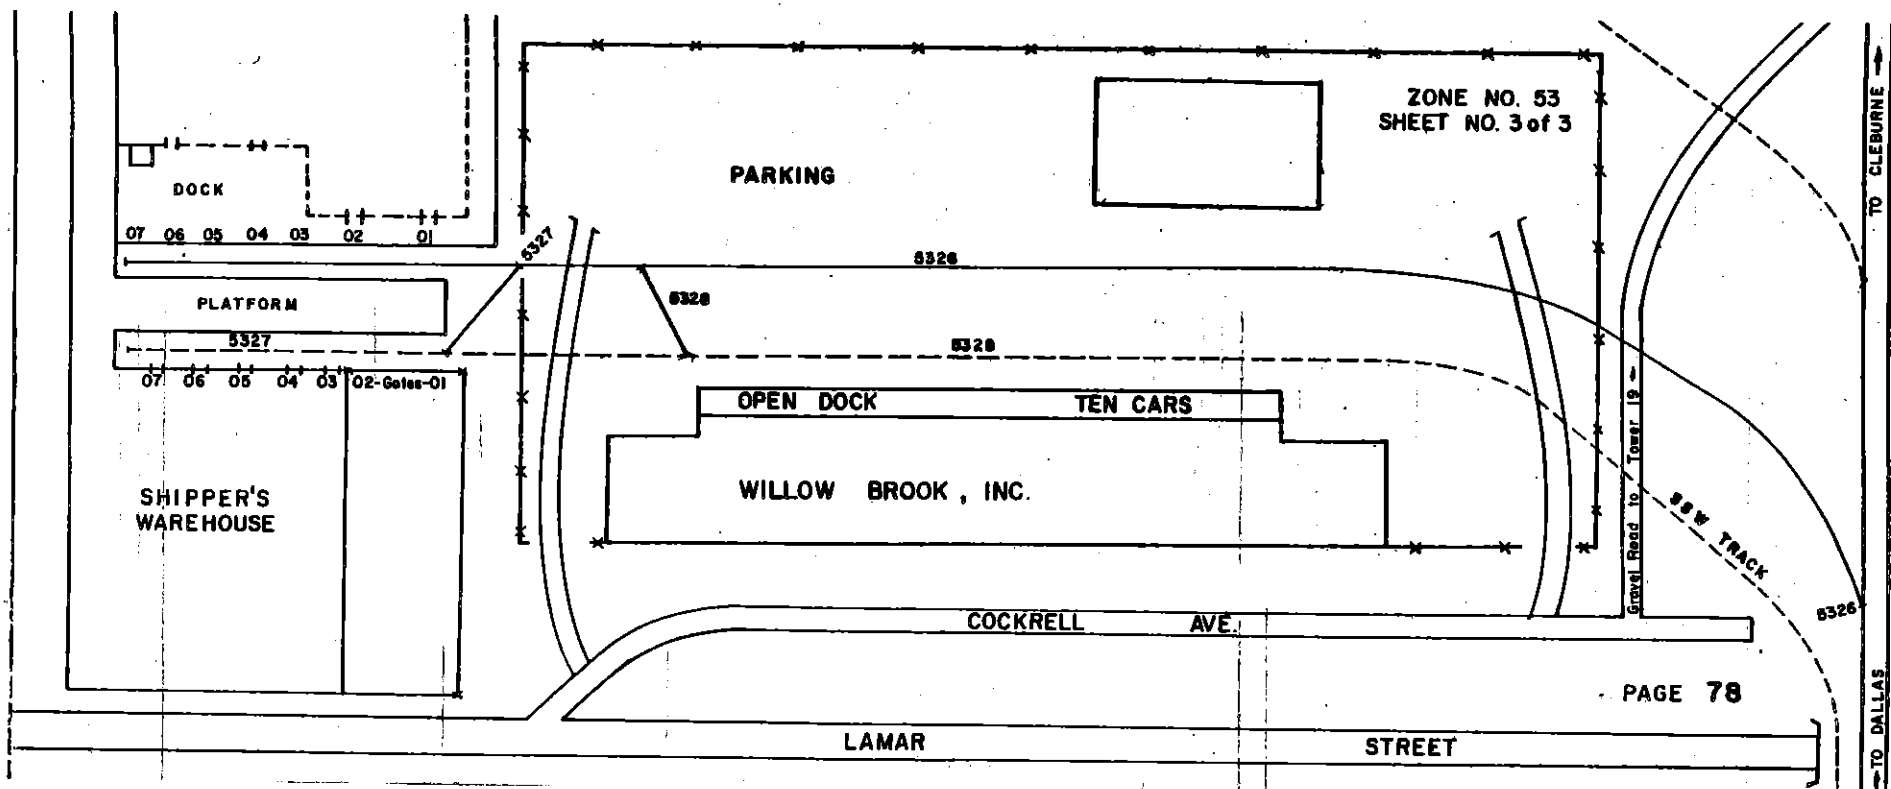 ZONE NO. 53
SHEET NO. 3 of 3
TO CLEBURNE
PARKING
DOCK
07 06 05 04 03 02 01
5327
5326
PLATFORM
5328
5327
5328
07 06 05 04 03 02-Gates-01
OPEN DOCK TEN CARS
Gravel Road to Tower 19
SHIPPER'S
WAREHOUSE
WILLOW BROOK, INC.
TRACK
5326
COCKRELL AVE.
PAGE 78
LAMAR STREET
TO DALLAS